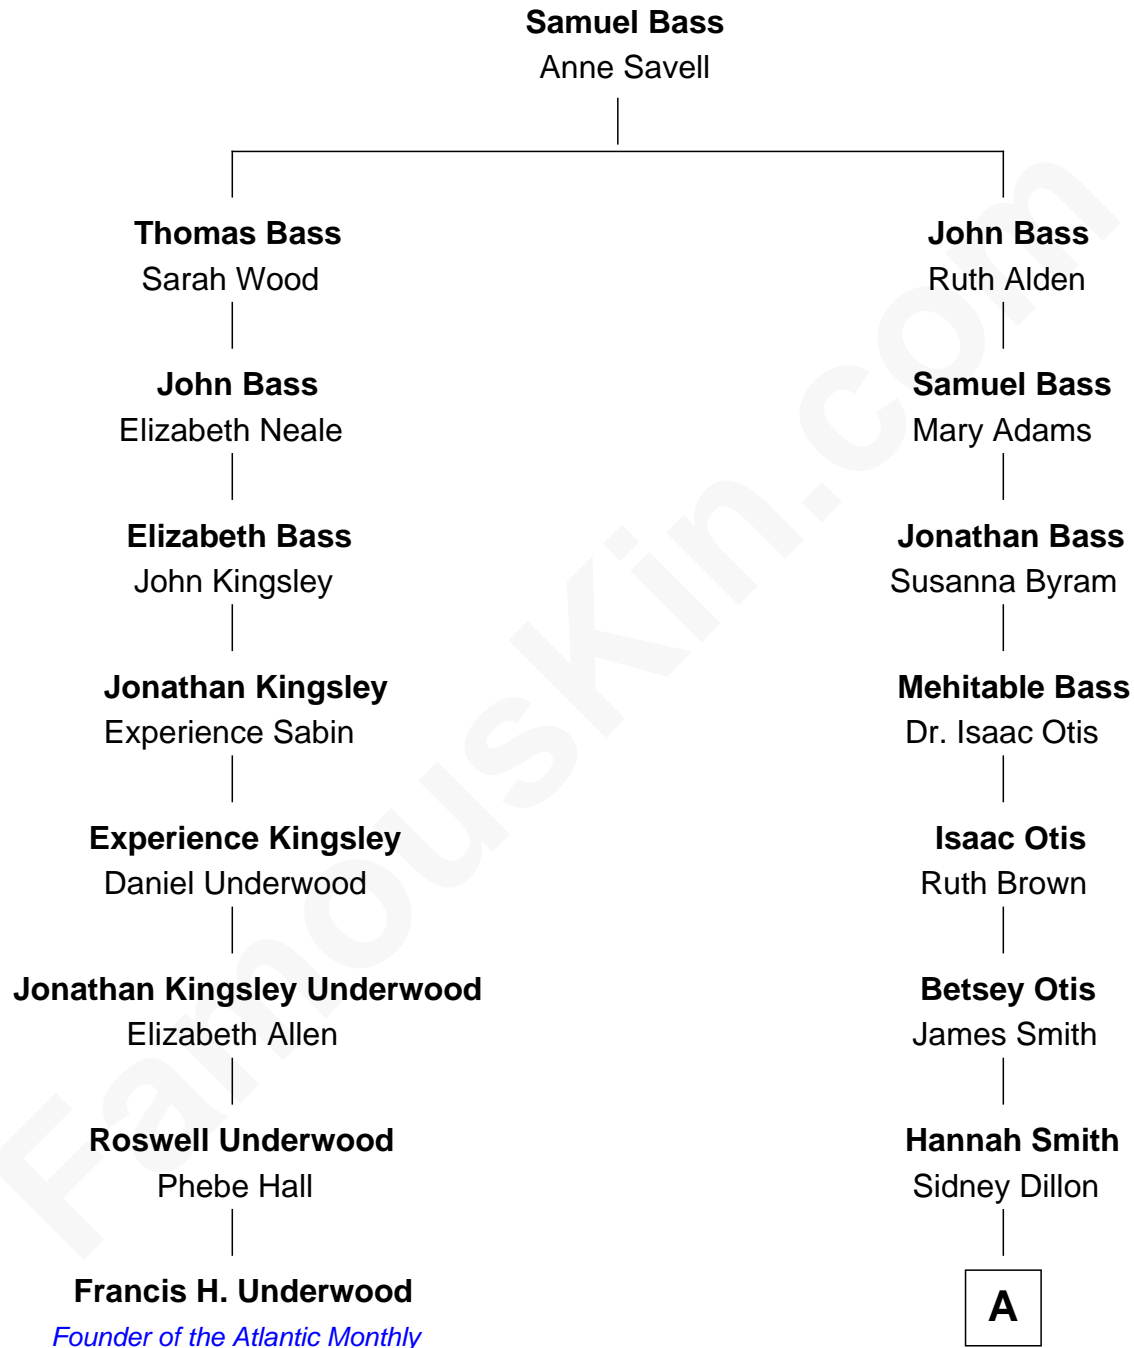 Samuel Bass
Anne Savell
Thomas Bass
Sarah Wood
John Bass
Ruth Alden
John Bass
Elizabeth Neale
Samuel Bass
Mary Adams
Elizabeth Bass
John Kingsley
Jonathan Bass
Susanna Byram
Jonathan Kingsley
Experience Sabin
Mehitable Bass
Dr. Isaac Otis
Experience Kingsley
Daniel Underwood
Isaac Otis
Ruth Brown
Jonathan Kingsley Underwood
Elizabeth Allen
Betsey Otis
James Smith
Roswell Underwood
Phebe Hall
Hannah Smith
Sidney Dillon
Francis H. Underwood
Founder of the Atlantic Monthly
A
FamousKin.com